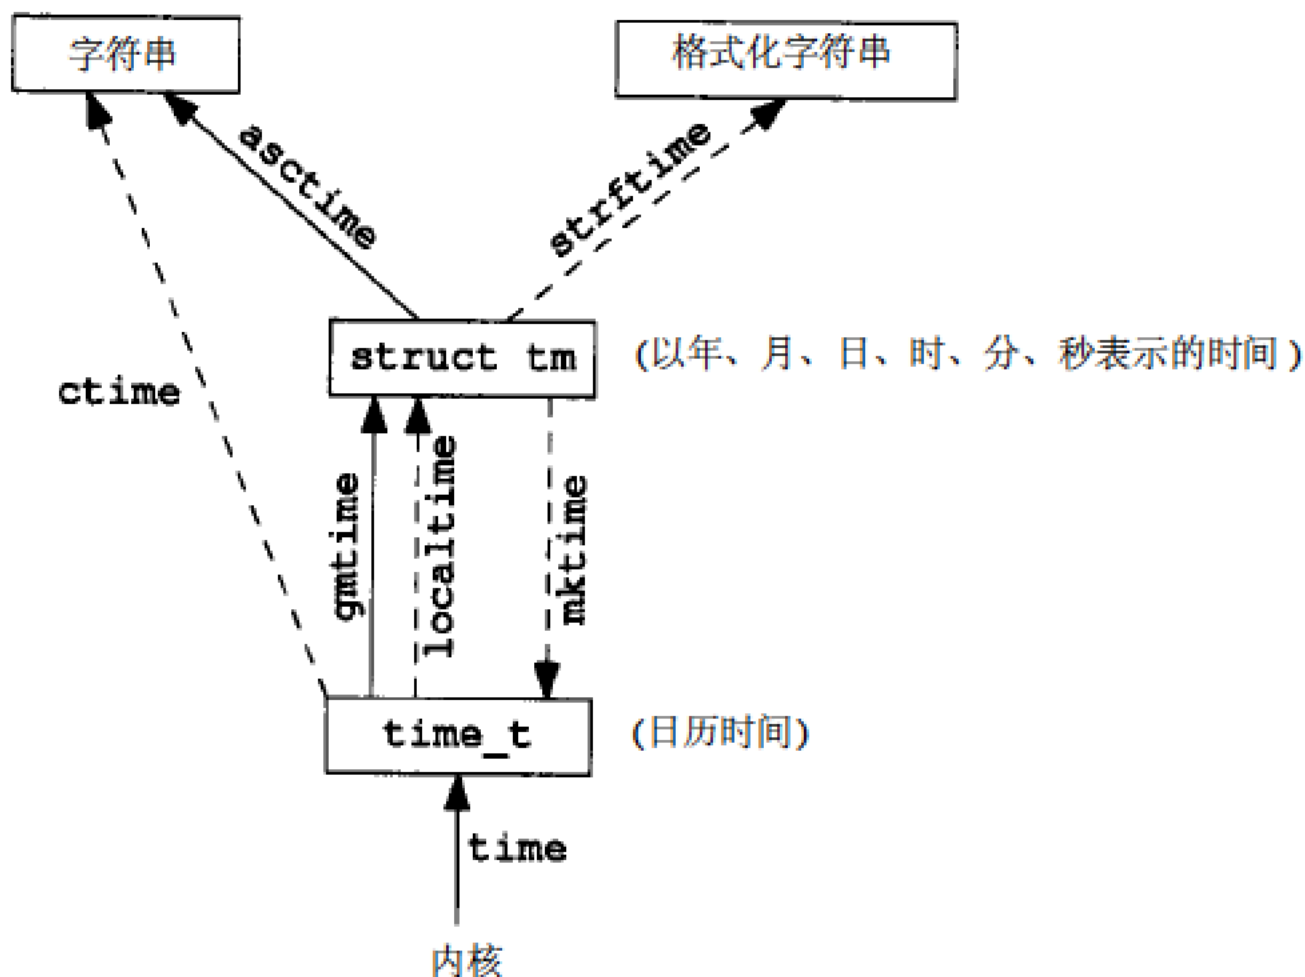 字符串
格式化字符串
asctime
strftime
struct tm
(以年、月、日、时、分、秒表示的时间)
ctime
gmtime
localtime
mktime
time_t
(日历时间)
time
内核